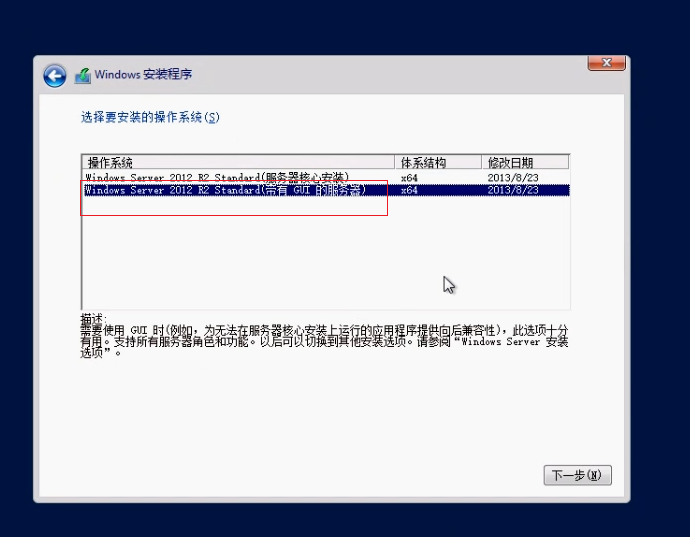 Windows 安装程序
选择要安装的操作系统(S)
操作系统 体系结构 修改日期
Windows Server 2012 R2 Standard(服务器核心安装) x64 2013/8/23
Windows Server 2012 R2 Standard(带有 GUI 的服务器) x64 2013/8/23
描述:
需要使用 GUI 时(例如，为无法在服务器核心安装上运行的应用程序提供向后兼容性)，此选项十分
有用。支持所有服务器角色和功能。以后可以切换到其他安装选项。请参阅“Windows Server 安装
选项”。
下一步(N)